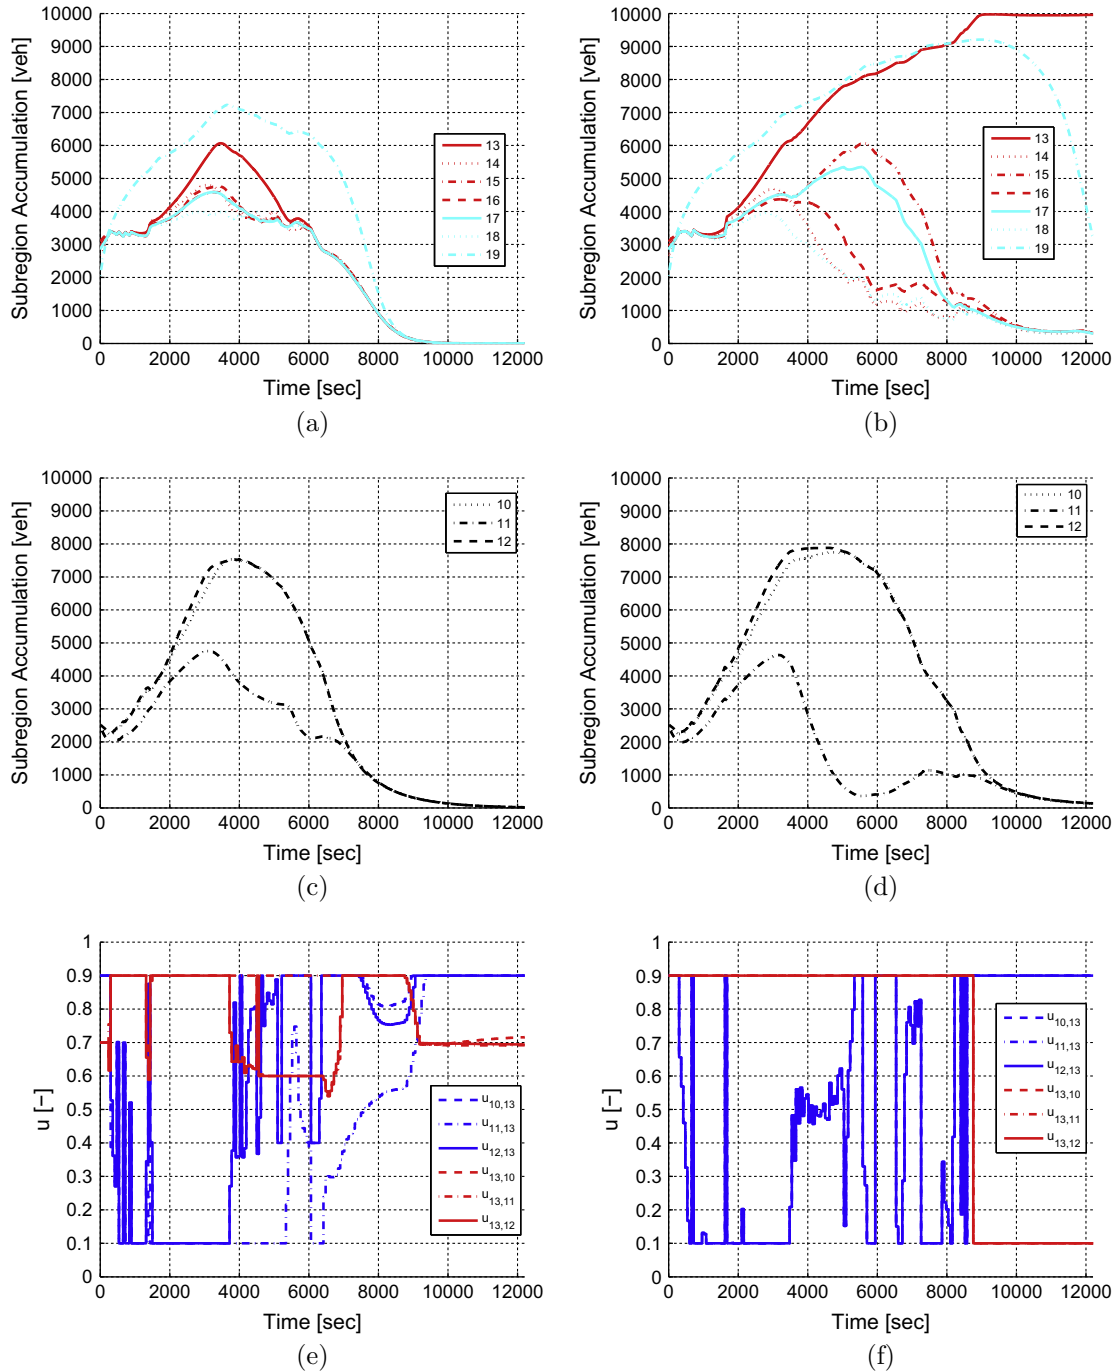 10000
9000
8000
7000
6000
5000
4000
3000
2000
1000
0
Subregion Accumulation [veh]
13
14
15
16
17
18
19
0 2000 4000 6000 8000 10000 12000
Time [sec]
(a)
10000
9000
8000
7000
6000
5000
4000
3000
2000
1000
0
Subregion Accumulation [veh]
13
14
15
16
17
18
19
0 2000 4000 6000 8000 10000 12000
Time [sec]
(b)
10000
9000
8000
7000
6000
5000
4000
3000
2000
1000
0
Subregion Accumulation [veh]
10
11
12
0 2000 4000 6000 8000 10000 12000
Time [sec]
(c)
10000
9000
8000
7000
6000
5000
4000
3000
2000
1000
0
Subregion Accumulation [veh]
10
11
12
0 2000 4000 6000 8000 10000 12000
Time [sec]
(d)
1
0.9
0.8
0.7
0.6
0.5
0.4
0.3
0.2
0.1
0
u [−]
u10,13
u11,13
u12,13
u13,10
u13,11
u13,12
0 2000 4000 6000 8000 10000 12000
Time [sec]
(e)
1
0.9
0.8
0.7
0.6
0.5
0.4
0.3
0.2
0.1
0
u [−]
u10,13
u11,13
u12,13
u13,10
u13,11
u13,12
0 2000 4000 6000 8000 10000 12000
Time [sec]
(f)